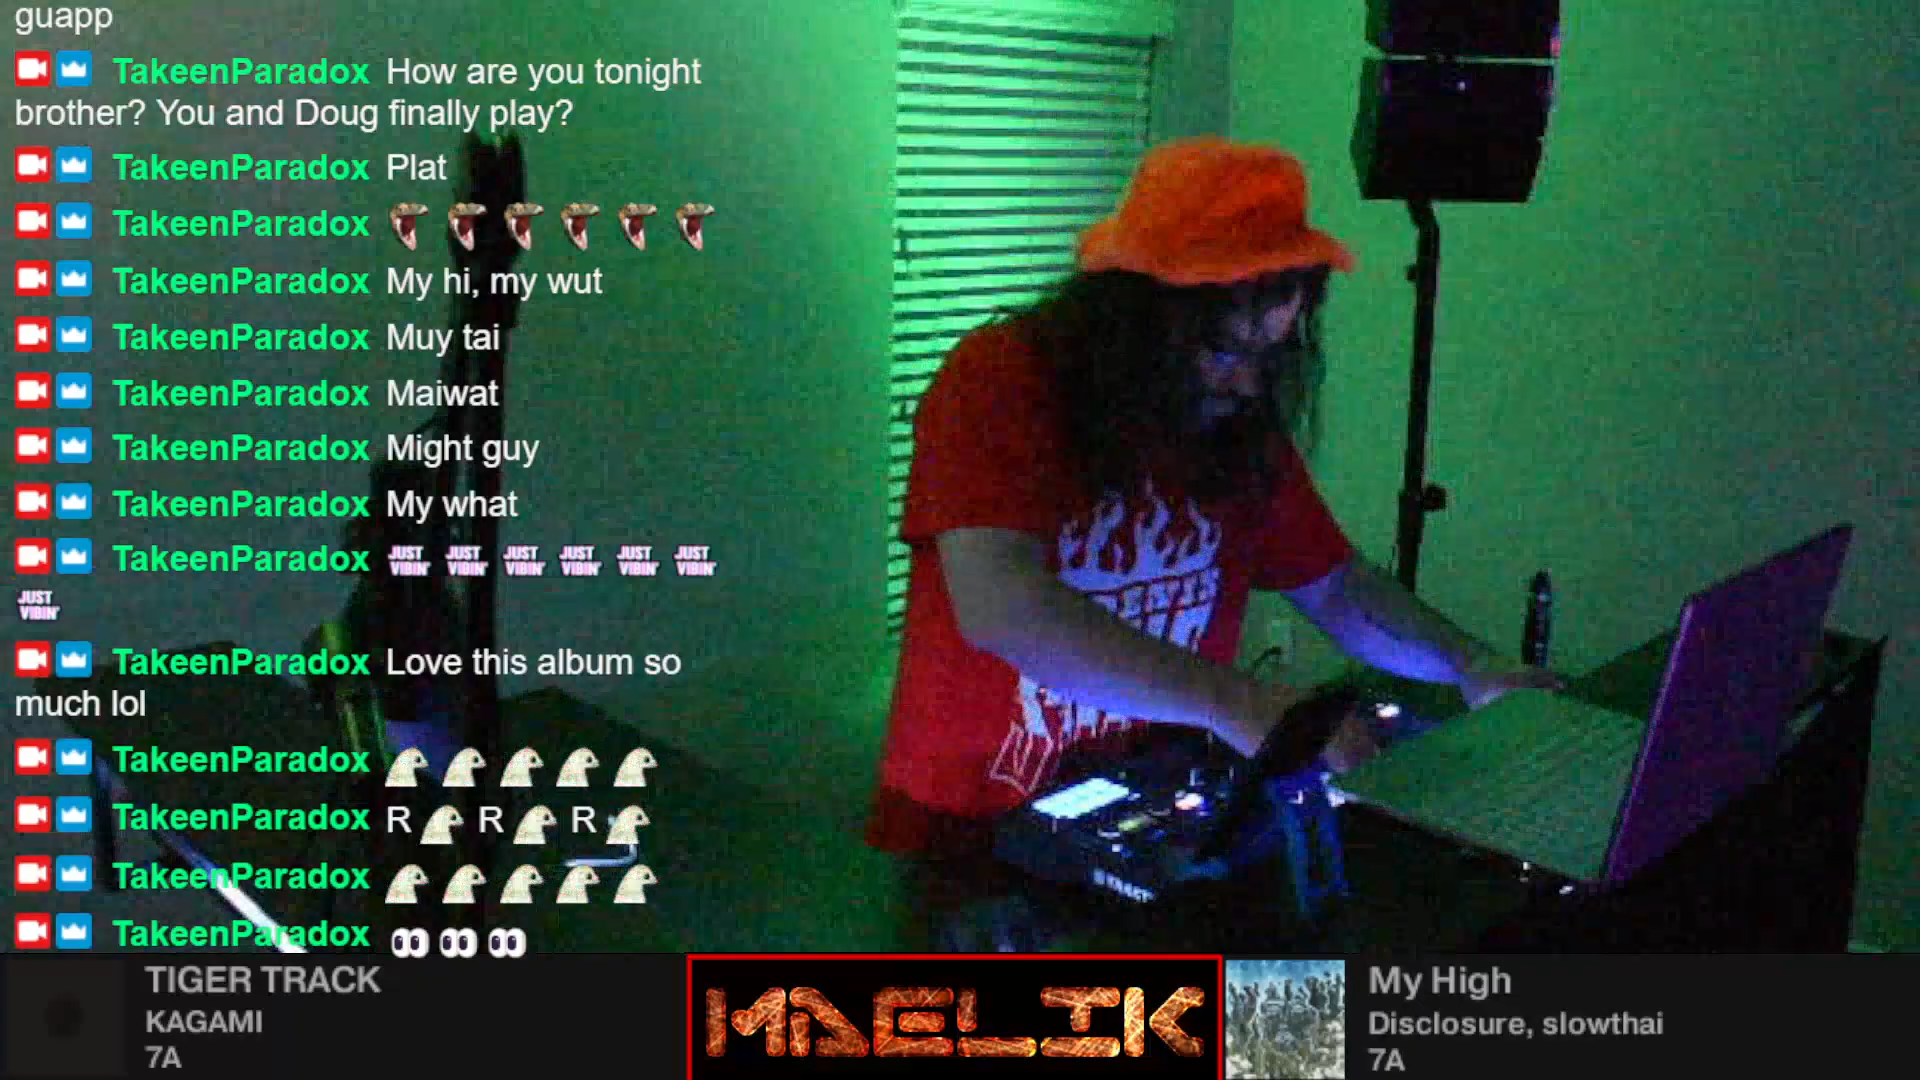 guapp
TakeenParadox How are you tonight
brother? You and Doug finally play?
TakeenParadox Plat
TakeenParadox
TakeenParadox My hi, my wut
TakeenParadox Muy tai
TakeenParadox Maiwat
TakeenParadox Might guy
TakeenParadox My what
TakeenParadox JUST VIBIN' JUST VIBIN' JUST VIBIN' JUST VIBIN' JUST VIBIN' JUST VIBIN'
JUST VIBIN'
TakeenParadox Love this album so
much lol
TakeenParadox
TakeenParadox R R R
TakeenParadox
TakeenParadox
TIGER TRACK
KAGAMI
7A
MAELIK
My High
Disclosure, slowthai
7A